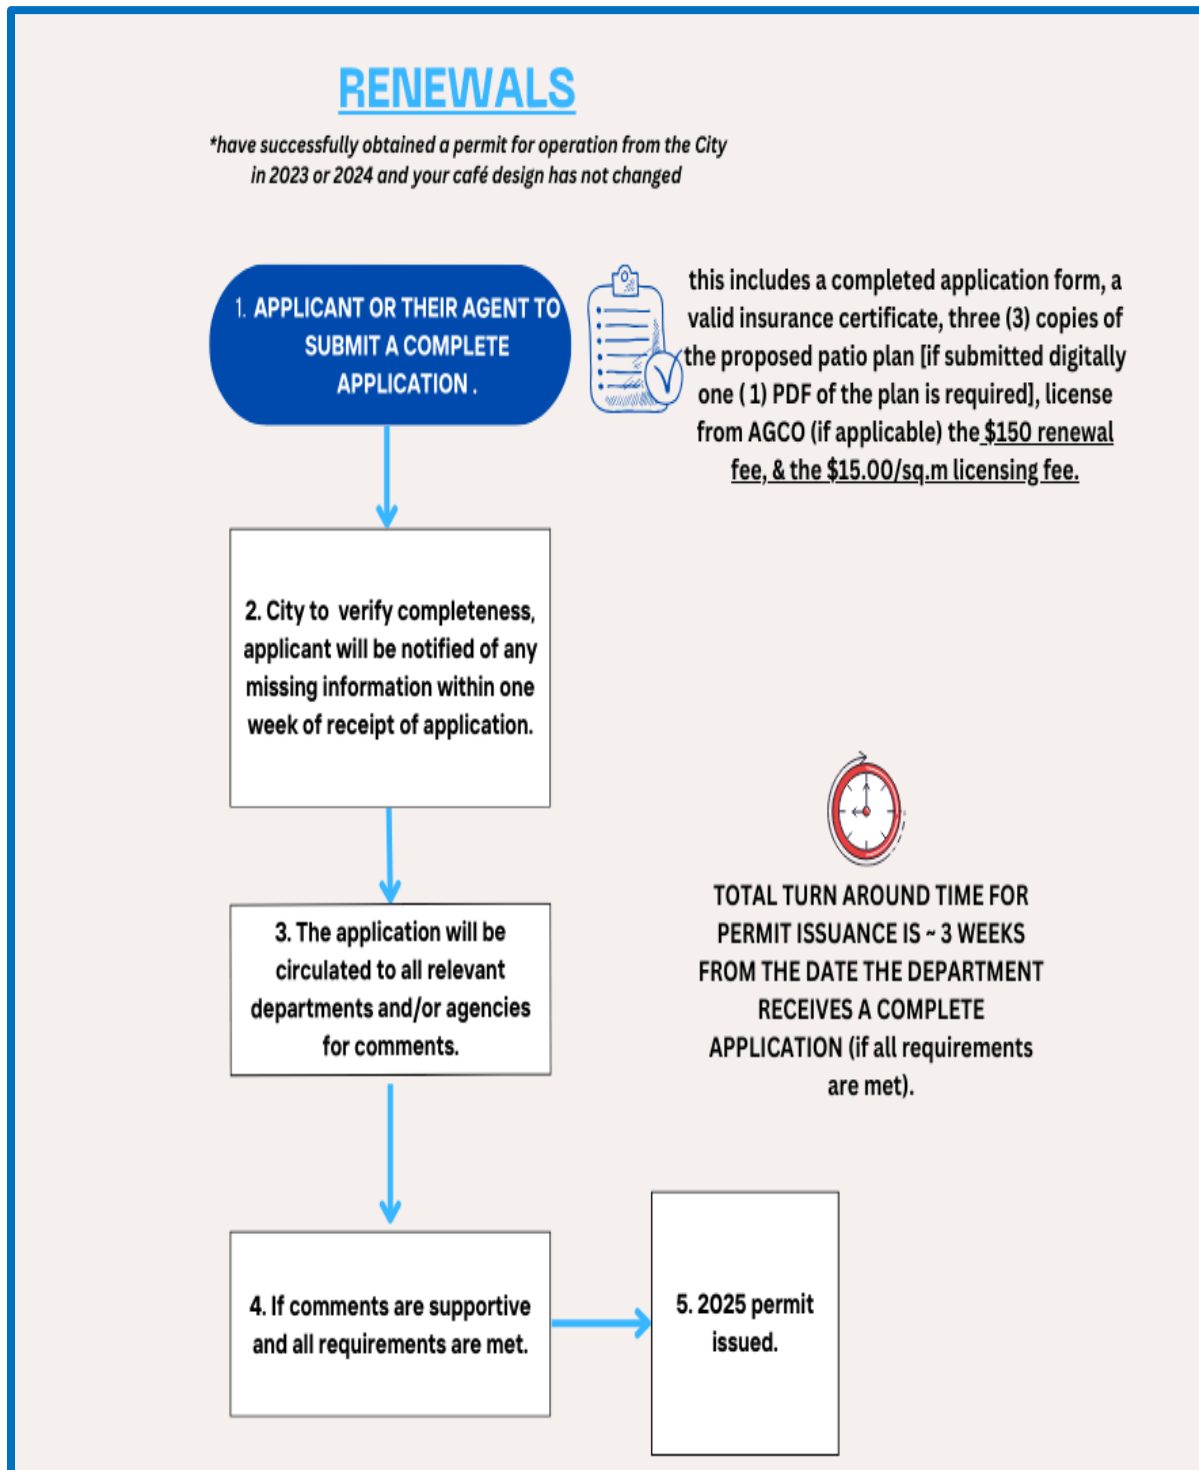 RENEWALS
*have successfully obtained a permit for operation from the City
in 2023 or 2024 and your café design has not changed
1. APPLICANT OR THEIR AGENT TO
SUBMIT A COMPLETE
APPLICATION .
this includes a completed application form, a
valid insurance certificate, three (3) copies of
the proposed patio plan [if submitted digitally
one ( 1) PDF of the plan is required], license
from AGCO (if applicable) the $150 renewal
fee, & the $15.00/sq.m licensing fee.
2. City to  verify completeness,
applicant will be notified of any
missing information within one
week of receipt of application.
3. The application will be
circulated to all relevant
departments and/or agencies
for comments.
TOTAL TURN AROUND TIME FOR
PERMIT ISSUANCE IS ~ 3 WEEKS
FROM THE DATE THE DEPARTMENT
RECEIVES A COMPLETE
APPLICATION (if all requirements
are met).
4. If comments are supportive
and all requirements are met.
5. 2025 permit
issued.